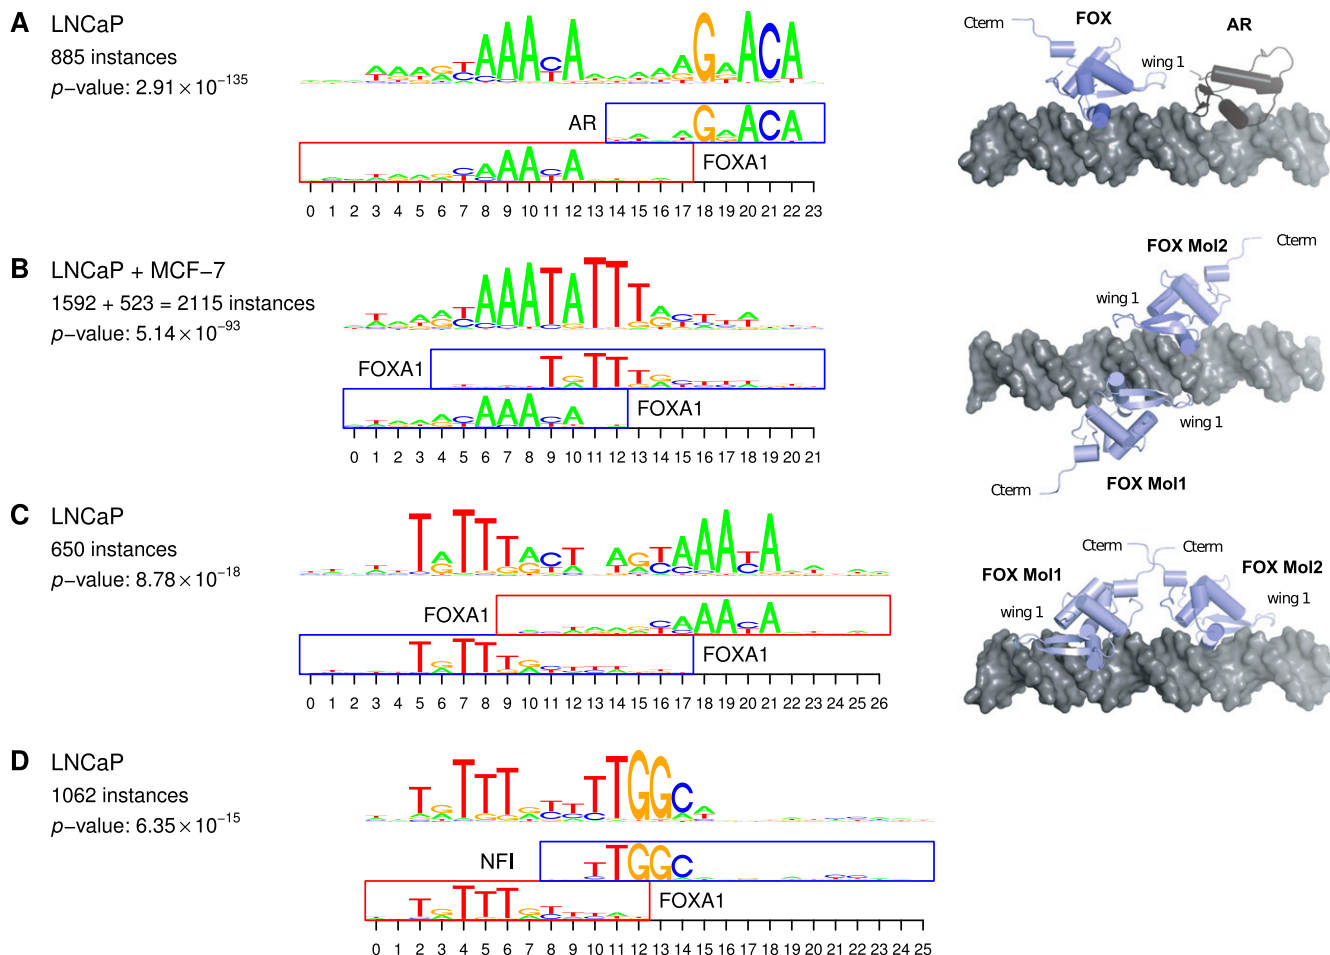 A LNCaP
885 instances
p−value: 2.91 × 10−135
AR
FOXA1
0 1 2 3 4 5 6 7 8 9 10 11 12 13 14 15 16 17 18 19 20 21 22 23
Cterm
FOX
AR
wing 1
B LNCaP + MCF−7
1592 + 523 = 2115 instances
p−value: 5.14 × 10−93
FOXA1
FOXA1
0 1 2 3 4 5 6 7 8 9 10 11 12 13 14 15 16 17 18 19 20 21
FOX Mol2
Cterm
wing 1
wing 1
Cterm
FOX Mol1
C LNCaP
650 instances
p−value: 8.78 × 10−18
FOXA1
FOXA1
0 1 2 3 4 5 6 7 8 9 10 11 12 13 14 15 16 17 18 19 20 21 22 23 24 25 26
Cterm Cterm
FOX Mol1
FOX Mol2
wing 1
wing 1
D LNCaP
1062 instances
p−value: 6.35 × 10−15
NFI
FOXA1
0 1 2 3 4 5 6 7 8 9 10 11 12 13 14 15 16 17 18 19 20 21 22 23 24 25